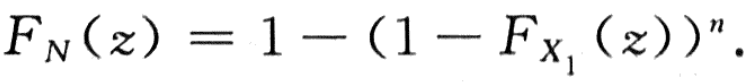 F_N(z) = 1 − (1 − F_{X_1}(z))^n.